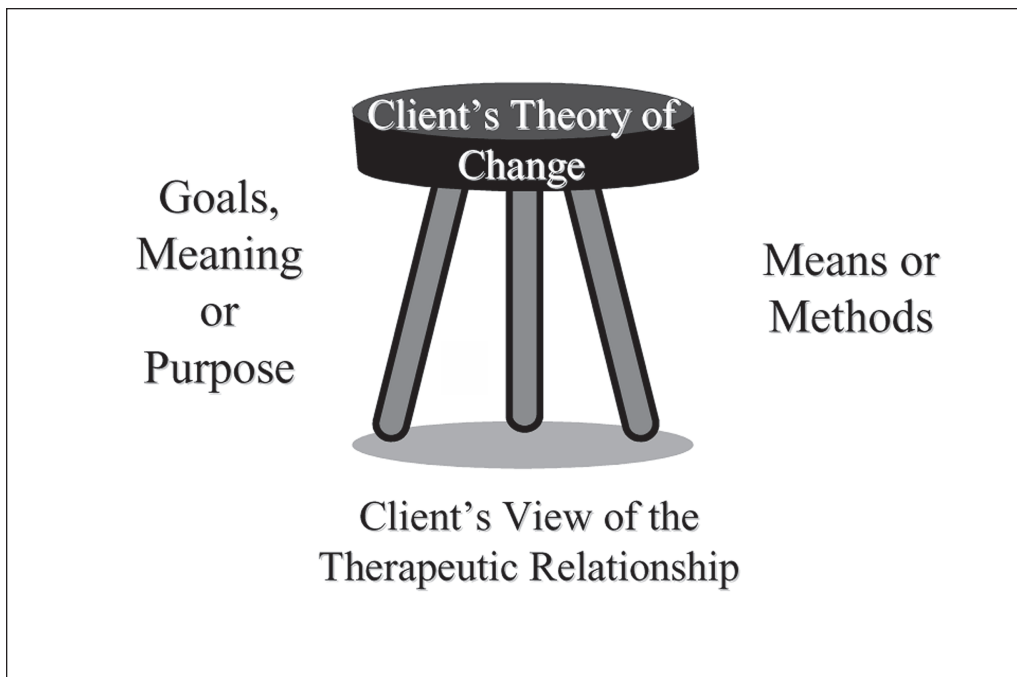 Client’s Theory of
Change
Goals,
Meaning
or
Purpose
Means or
Methods
Client’s View of the
Therapeutic Relationship